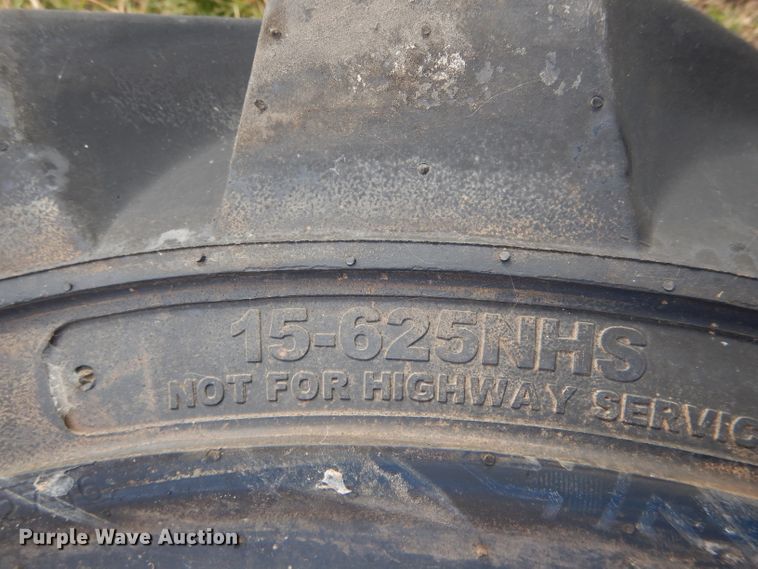 15-625NHS
NOT FOR HIGHWAY SERVIC
Purple Wave Auction